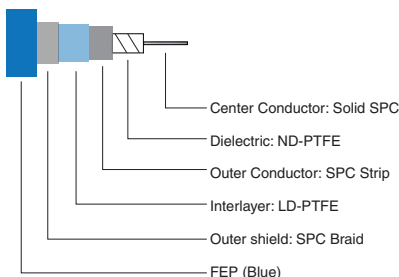 Center Conductor: Solid SPC
Dielectric: ND-PTFE
Outer Conductor: SPC Strip
Interlayer: LD-PTFE
Outer shield: SPC Braid
FEP (Blue)